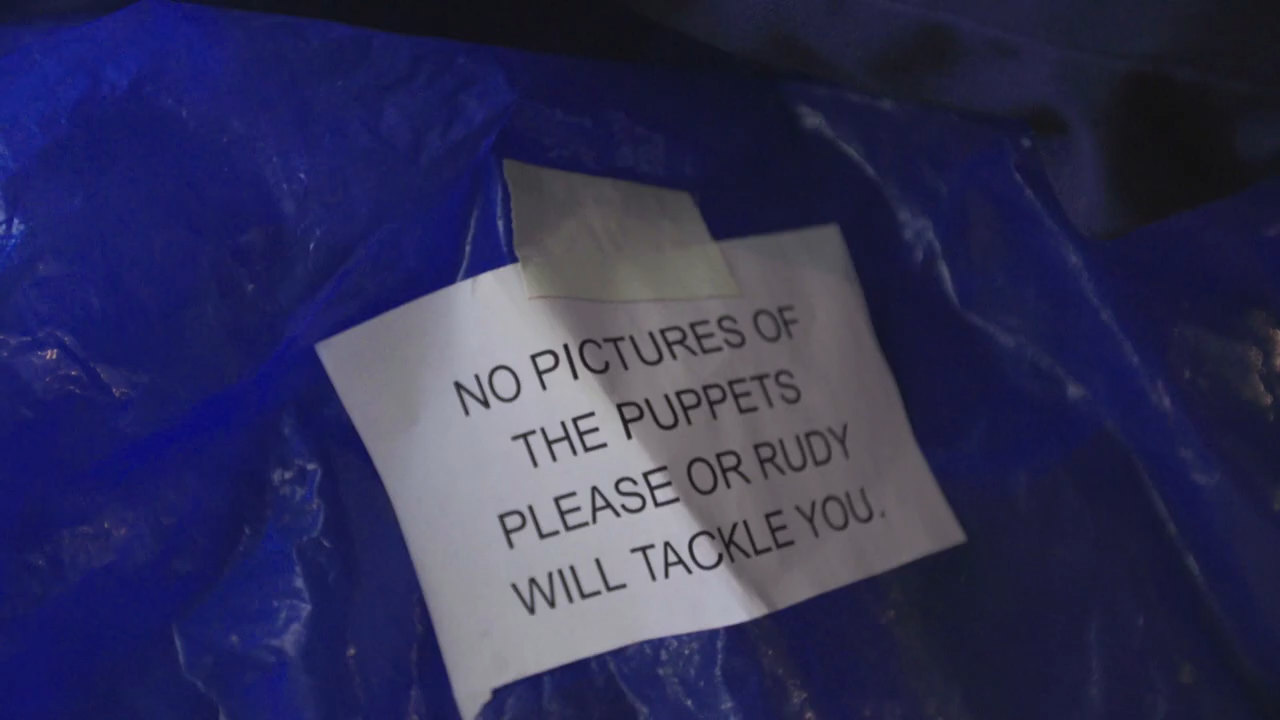 NO PICTURES OF
THE PUPPETS
PLEASE OR RUDY
WILL TACKLE YOU.